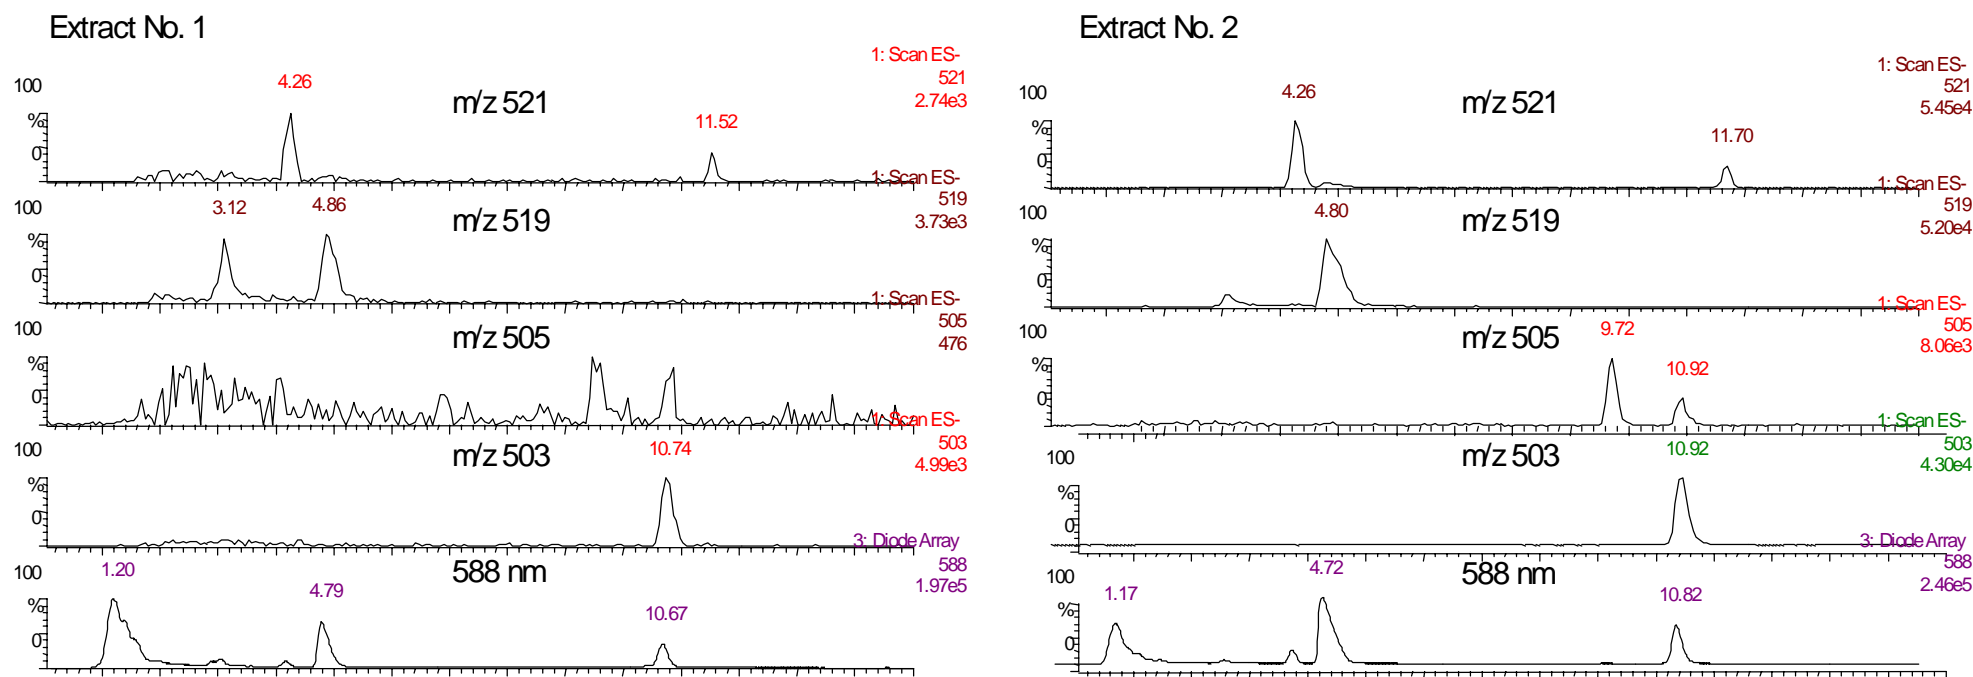 Extract No. 1
1: Scan ES-
521
2.74e3
100
4.26
m/z 521
11.52
%
0
1: Scan ES-
519
3.73e3
100
3.12
4.86
m/z 519
%
0
1: Scan ES-
505
476
100
m/z 505
%
0
1: Scan ES-
503
4.99e3
100
m/z 503
10.74
%
0
3: Diode Array
588
1.97e5
100
1.20
4.79
588 nm
10.67
%
0
Extract No. 2
1: Scan ES-
521
5.45e4
100
4.26
m/z 521
11.70
%
0
1: Scan ES-
519
5.20e4
100
4.80
m/z 519
%
0
1: Scan ES-
505
8.06e3
100
m/z 505
9.72
10.92
%
0
1: Scan ES-
503
4.30e4
100
m/z 503
10.92
%
0
3: Diode Array
588
2.46e5
100
1.17
4.72
588 nm
10.82
%
0